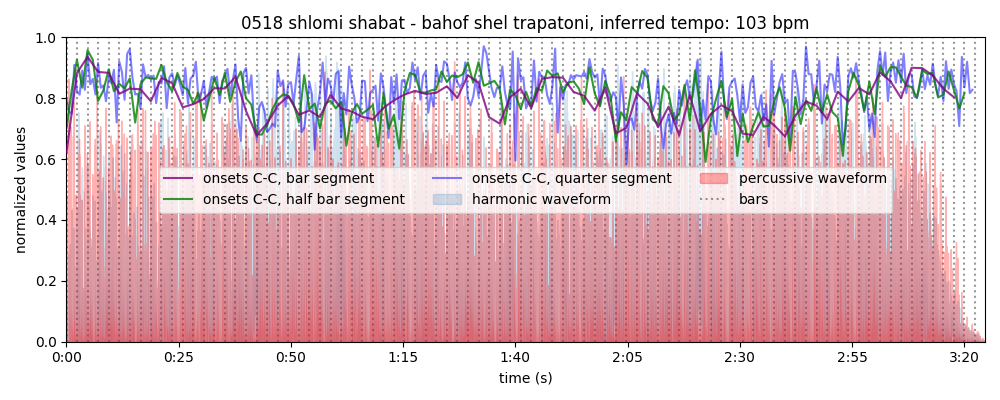 0518 shlomi shabat - bahof shel trapatoni, inferred tempo: 103 bpm
1.0
0.8
0.6
0.4
0.2
0.0
normalized values
onsets C-C, bar segment
onsets C-C, half bar segment
onsets C-C, quarter segment
harmonic waveform
percussive waveform
bars
0:00 0:25 0:50 1:15 1:40 2:05 2:30 2:55 3:20
time (s)